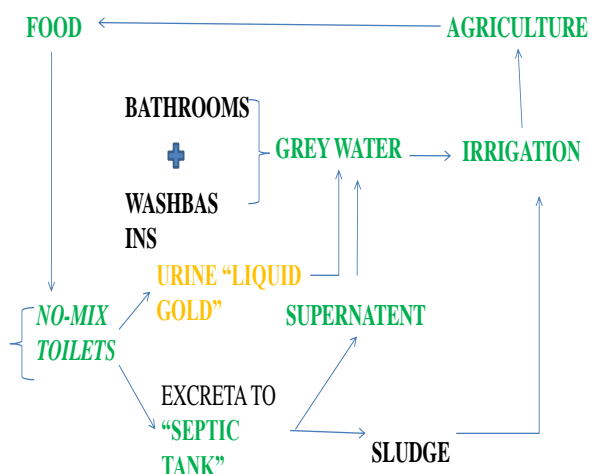 FOOD
AGRICULTURE
BATHROOMS
GREY WATER
IRRIGATION
WASHBAS
INS
URINE “LIQUID
GOLD”
NO-MIX
TOILETS
SUPERNATENT
EXCRETA TO
“SEPTIC
TANK”
SLUDGE